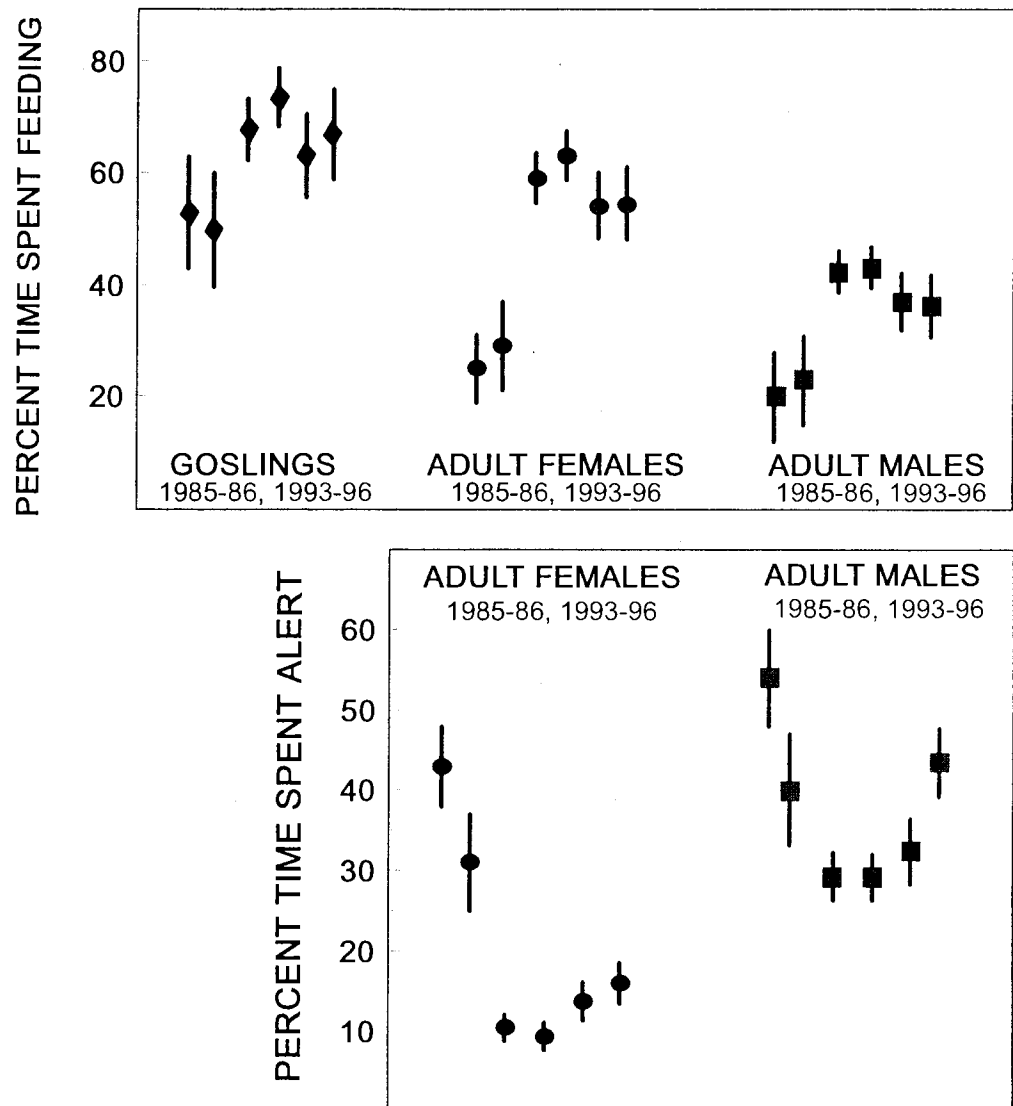 PERCENT TIME SPENT FEEDING
80
60
40
20
GOSLINGS
1985-86, 1993-96
ADULT FEMALES
1985-86, 1993-96
ADULT MALES
1985-86, 1993-96
PERCENT TIME SPENT ALERT
60
50
40
30
20
10
ADULT FEMALES
1985-86, 1993-96
ADULT MALES
1985-86, 1993-96